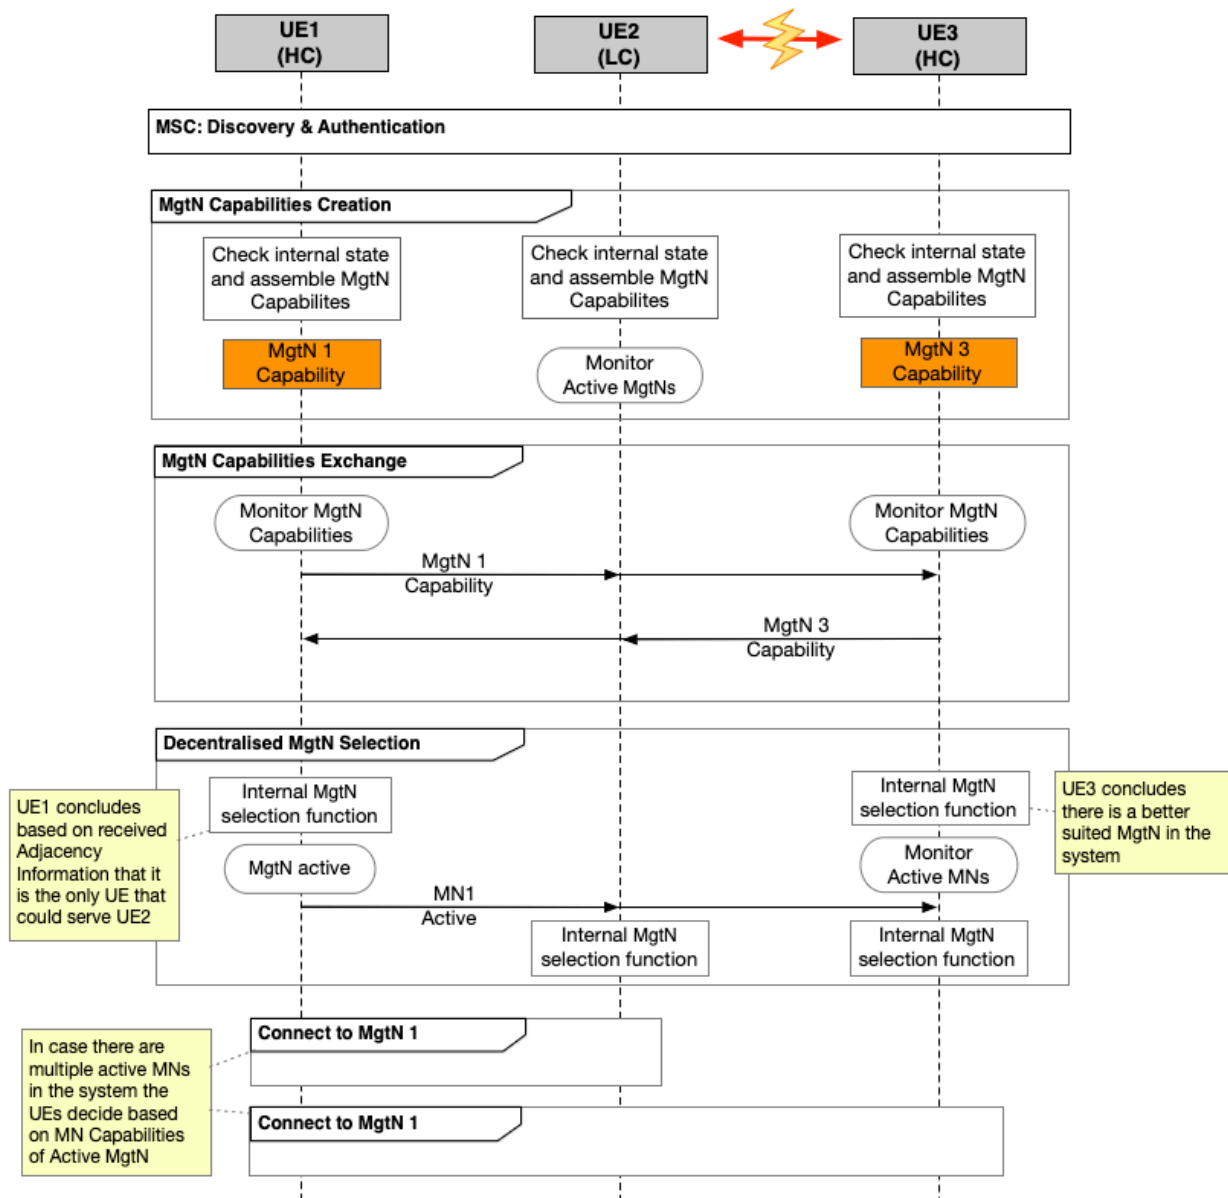 UE1
(HC)
UE2
(LC)
UE3
(HC)
MSC: Discovery & Authentication
MgtN Capabilities Creation
Check internal state
and assemble MgtN
Capabilites
Check internal state
and assemble MgtN
Capabilites
Check internal state
and assemble MgtN
Capabilites
MgtN 1
Capability
Monitor
Active MgtNs
MgtN 3
Capability
MgtN Capabilities Exchange
Monitor MgtN
Capabilities
Monitor MgtN
Capabilities
MgtN 1
Capability
MgtN 3
Capability
Decentralised MgtN Selection
UE1 concludes
based on received
Adjacency
Information that it
is the only UE that
could serve UE2
Internal MgtN
selection function
Internal MgtN
selection function
UE3 concludes
there is a better
suited MgtN in the
system
MgtN active
Monitor
Active MNs
MN1
Active
Internal MgtN
selection function
Internal MgtN
selection function
In case there are
multiple active MNs
in the system the
UEs decide based
on MN Capabilities
of Active MgtN
Connect to MgtN 1
Connect to MgtN 1